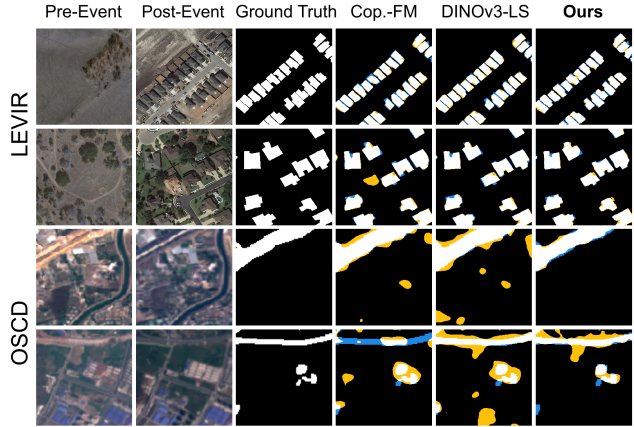 Pre-Event Post-Event Ground Truth Cop.-FM DINOv3-LS Ours
LEVIR
OSCD